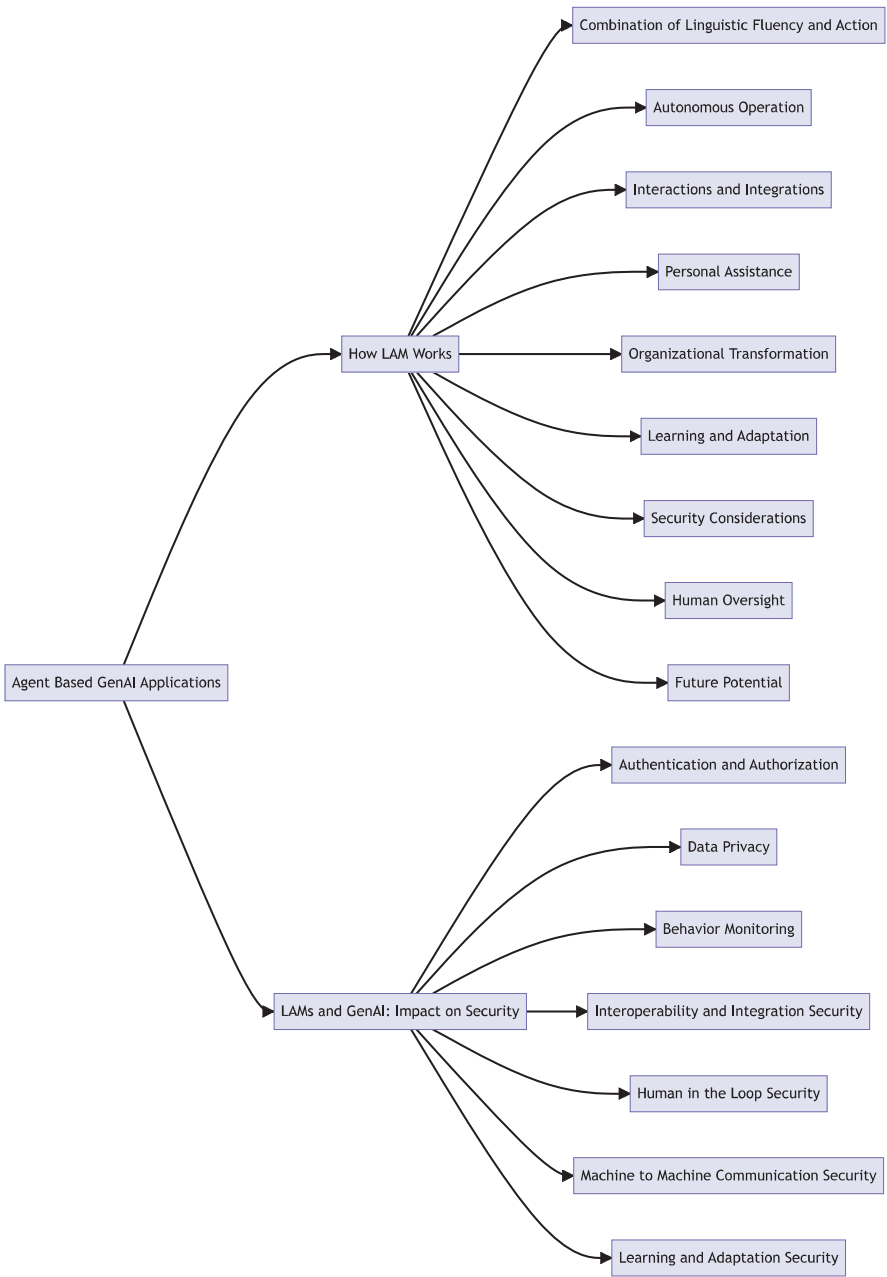 Combination of Linguistic Fluency and Action
Autonomous Operation
Interactions and Integrations
Personal Assistance
How LAM Works
Organizational Transformation
Learning and Adaptation
Security Considerations
Human Oversight
Agent Based GenAI Applications
Future Potential
Authentication and Authorization
Data Privacy
Behavior Monitoring
LAMs and GenAI: Impact on Security
Interoperability and Integration Security
Human in the Loop Security
Machine to Machine Communication Security
Learning and Adaptation Security